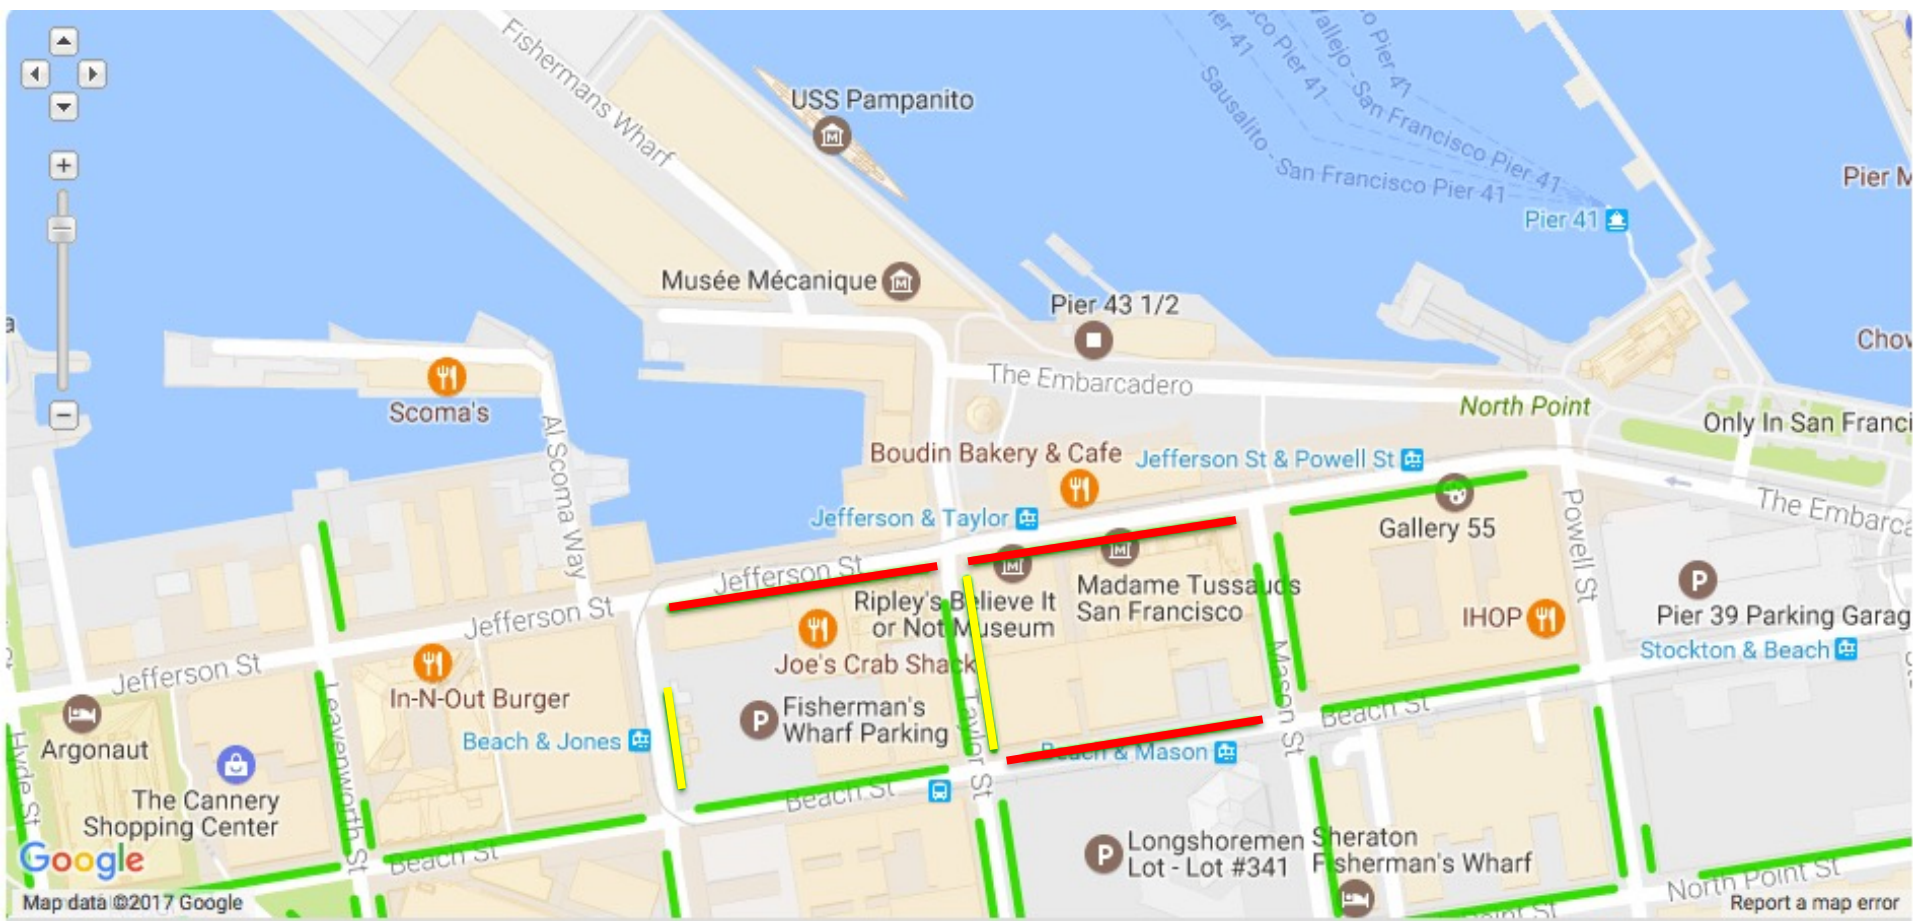 Fishermans Wharf
USS Pampanito
Sausalito - San Francisco Pier 41
Vallejo - San Francisco Pier 41
Pier 41
Musée Mécanique
Pier 43 1/2
The Embarcadero
North Point
Only In San Franci
Scoma's
Al Scoma Way
Boudin Bakery & Cafe
Jefferson St & Powell St
Jefferson & Taylor
Gallery 55
Powell St
The Embarca
Jefferson St
Jefferson St
Jefferson St
Ripley's Believe It
or Not Museum
Madame Tussauds
San Francisco
IHOP
Pier 39 Parking Garag
Stockton & Beach
Joe's Crab Shack
In-N-Out Burger
Fisherman's
Wharf Parking
Argonaut
Beach & Jones
Beach & Mason
Beach St
Mason St
Taylor St
Leavenworth St
Hyde St
The Cannery
Shopping Center
Beach St
Beach St
Longshoremen
Lot - Lot #341
Sheraton
Fisherman's Wharf
North Point St
Google
Map data ©2017 Google
Report a map error